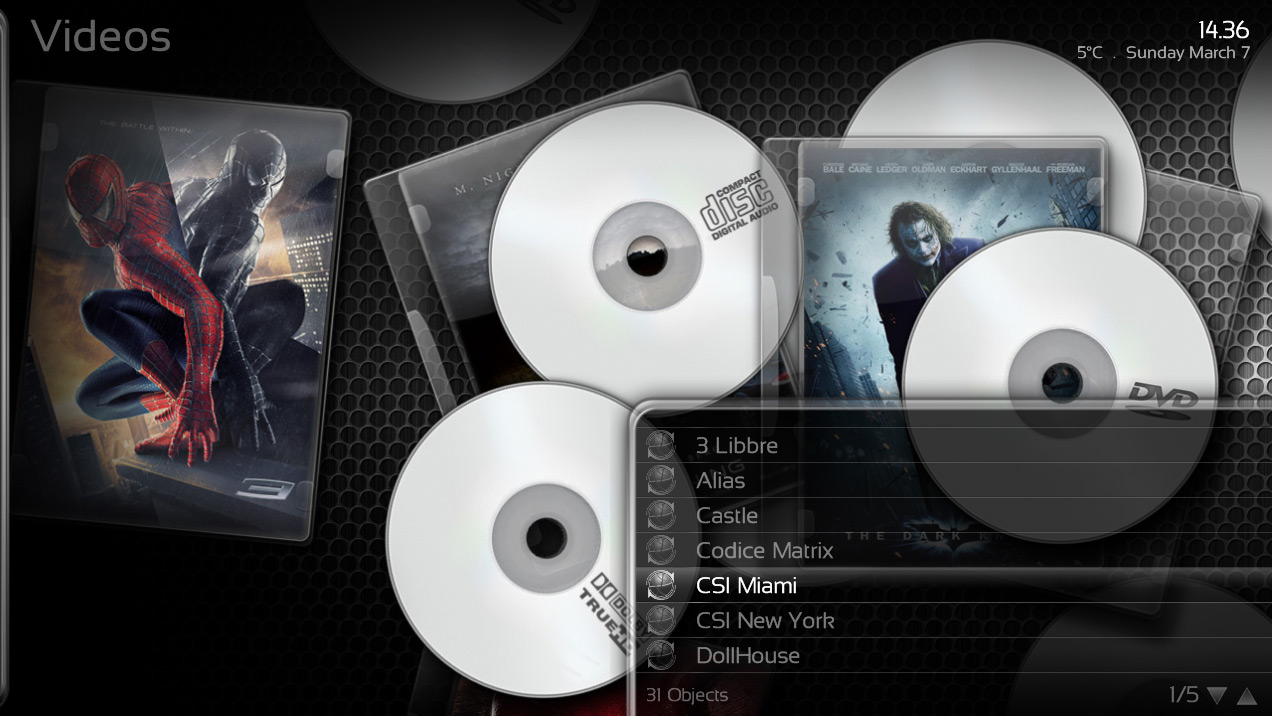 Videos
14.36
5°C . Sunday March 7
THE BATTLE WITHIN
M. NIG
COMPACT
disc
DIGITAL AUDIO
BALE CAINE LEDGER OLDMAN ECKHART GYLLENHAAL FREEMAN
DVD
3
3 Libbre
Alias
Castle
Codice Matrix
THE DARK K
CSI Miami
CSI New York
DollHouse
DOLBY
TRUE
31 Objects
1/5